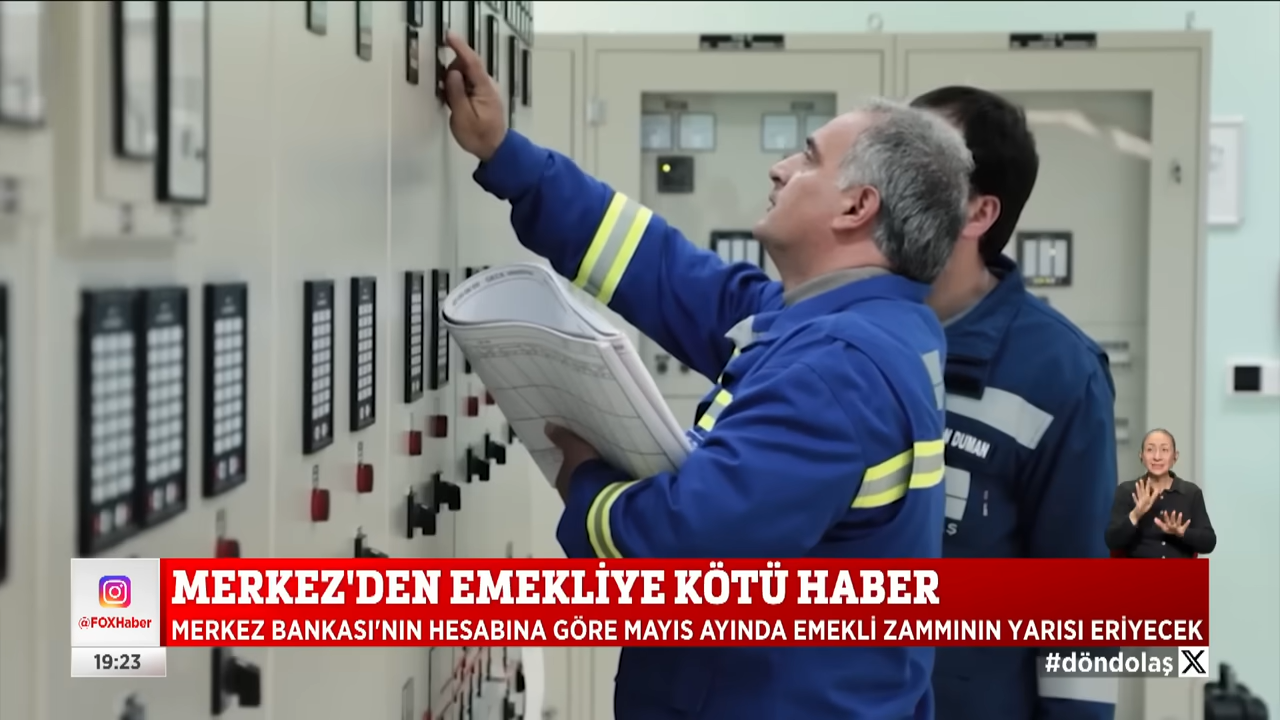 N DUMAN
Ş
MERKEZ'DEN EMEKLİYE KÖTÜ HABER
@FOXHaber
MERKEZ BANKASI'NIN HESABINA GÖRE MAYIS AYINDA EMEKLİ ZAMMININ YARISI ERİYECEK
19:23
#döndolaş X